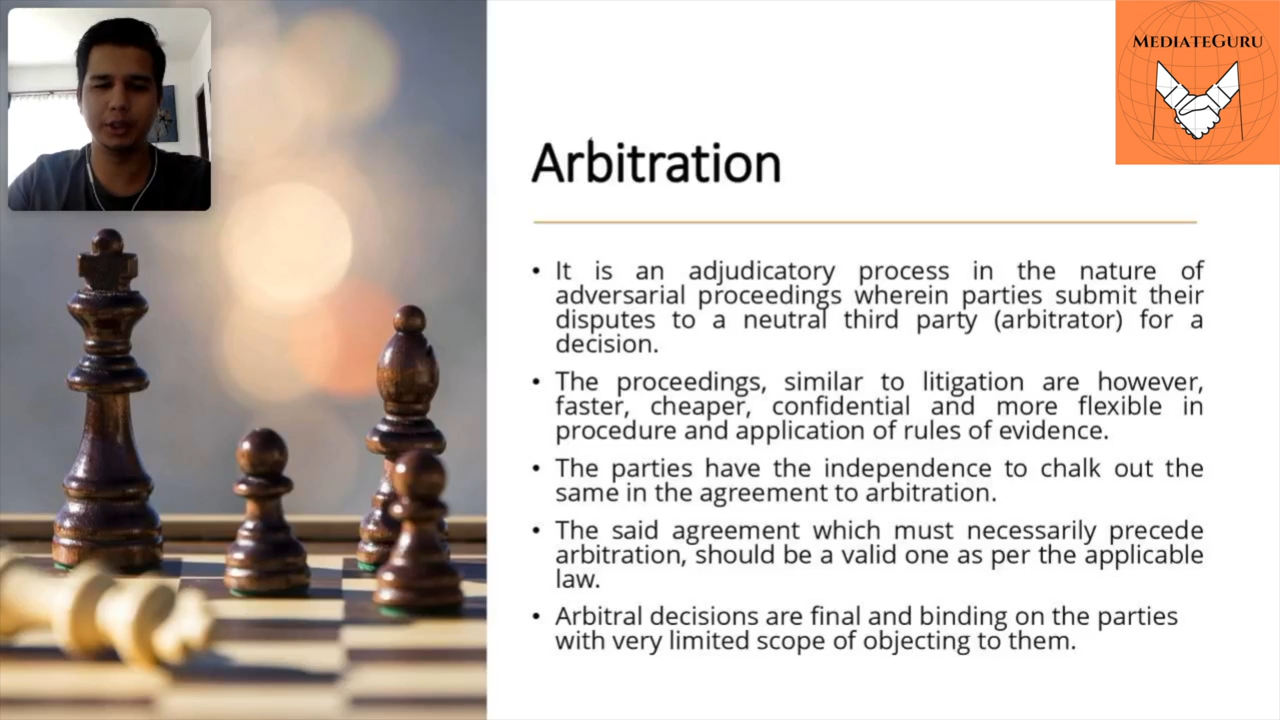 MEDIATEGURU
Arbitration
• It is an adjudicatory process in the nature of
adversarial proceedings wherein parties submit their
disputes to a neutral third party (arbitrator) for a
decision.
• The proceedings, similar to litigation are however,
faster, cheaper, confidential and more flexible in
procedure and application of rules of evidence.
• The parties have the independence to chalk out the
same in the agreement to arbitration.
• The said agreement which must necessarily precede
arbitration, should be a valid one as per the applicable
law.
• Arbitral decisions are final and binding on the parties
with very limited scope of objecting to them.